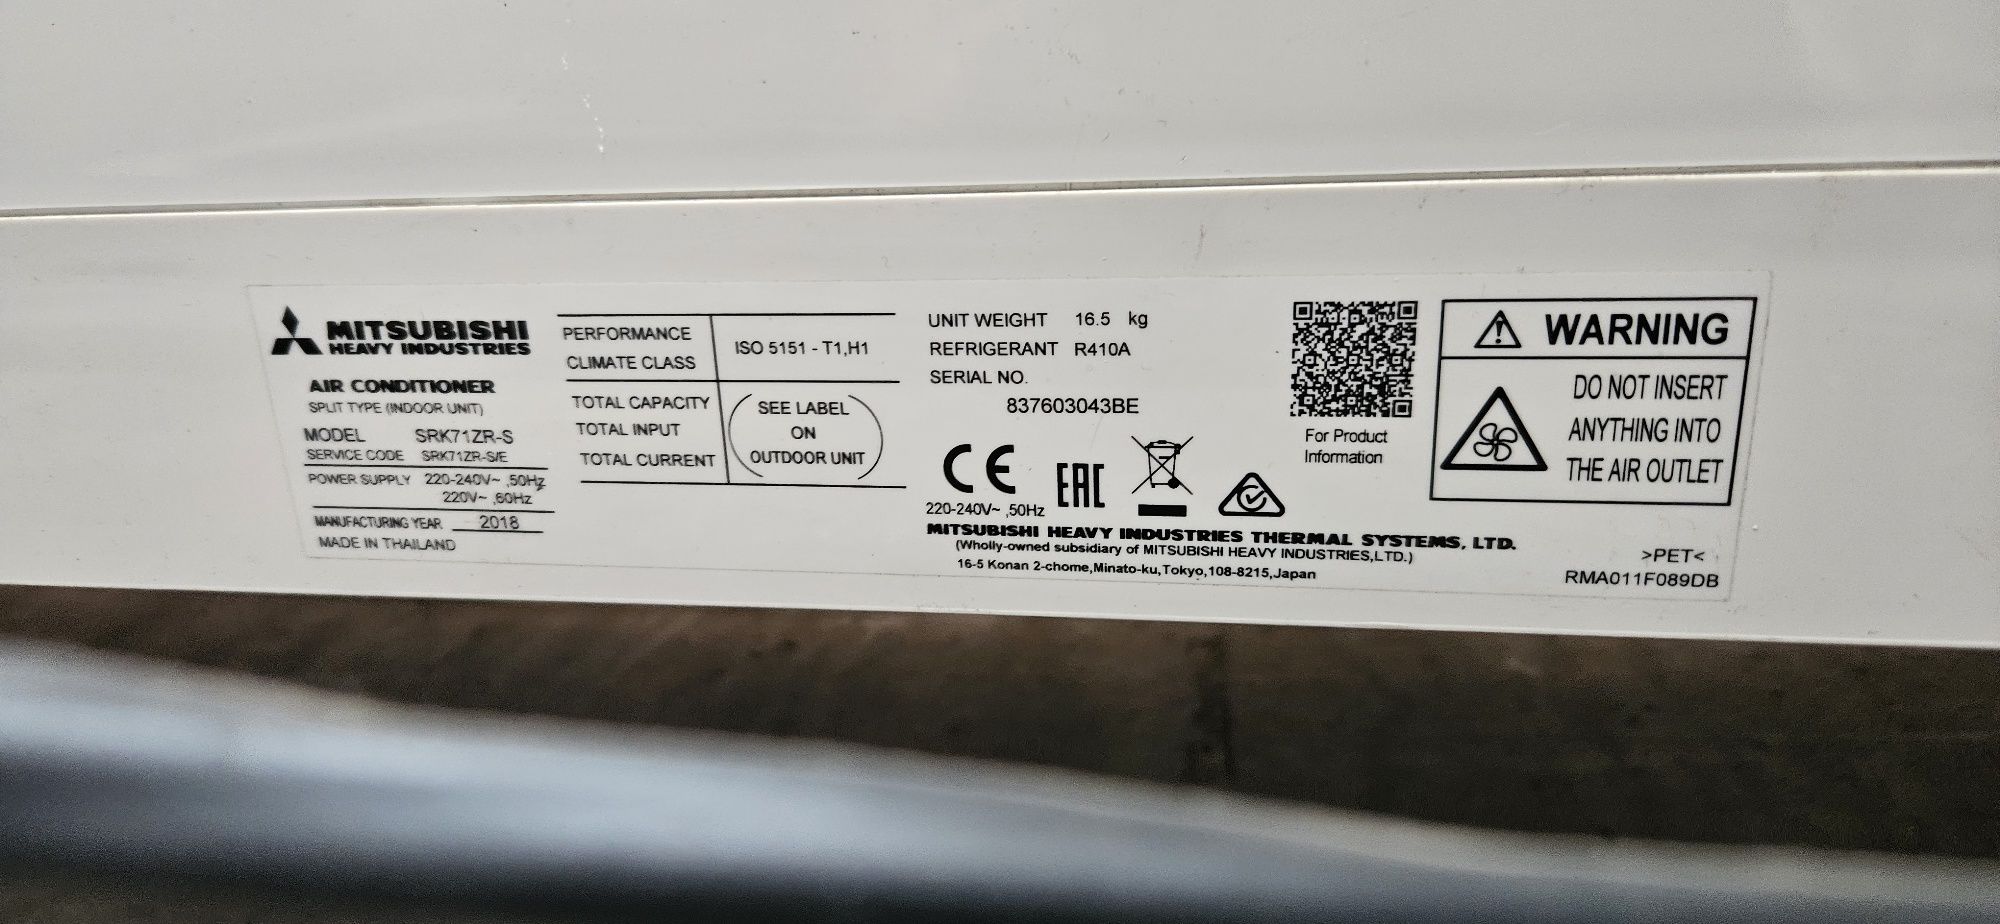 MITSUBISHI
HEAVY INDUSTRIES
AIR CONDITIONER
SPLIT TYPE (INDOOR UNIT)
MODEL SRK71ZR-S
SERVICE CODE SRK71ZR-S/E
POWER SUPPLY 220-240V~ ,50Hz
220V~ ,60Hz
MANUFACTURING YEAR 2018
MADE IN THAILAND
PERFORMANCE
CLIMATE CLASS
ISO 5151 - T1,H1
TOTAL CAPACITY
TOTAL INPUT
TOTAL CURRENT
SEE LABEL
ON
OUTDOOR UNIT
UNIT WEIGHT 16.5 kg
REFRIGERANT R410A
SERIAL NO.
837603043BE
CE
220-240V~ ,50Hz
EAC
MITSUBISHI HEAVY INDUSTRIES THERMAL SYSTEMS, LTD.
(Wholly-owned subsidiary of MITSUBISHI HEAVY INDUSTRIES,LTD.)
16-5 Konan 2-chome,Minato-ku,Tokyo,108-8215,Japan
For Product
Information
WARNING
DO NOT INSERT
ANYTHING INTO
THE AIR OUTLET
>PET<
RMA011F089DB